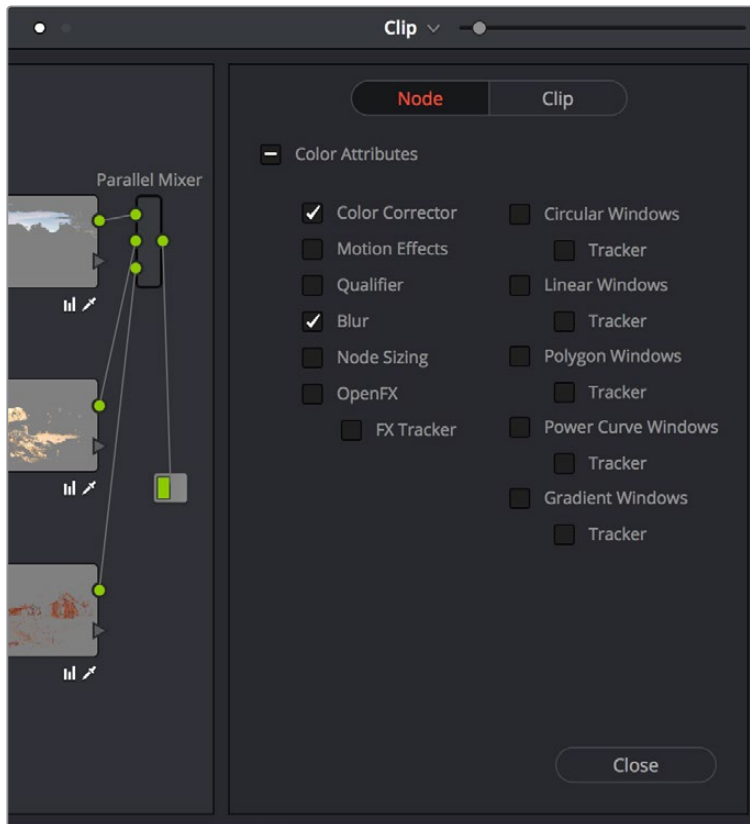 Clip
Node
Clip
Color Attributes
Parallel Mixer
Color Corrector
Motion Effects
Qualifier
Blur
Node Sizing
OpenFX
FX Tracker
Circular Windows
Tracker
Linear Windows
Tracker
Polygon Windows
Tracker
Power Curve Windows
Tracker
Gradient Windows
Tracker
Close